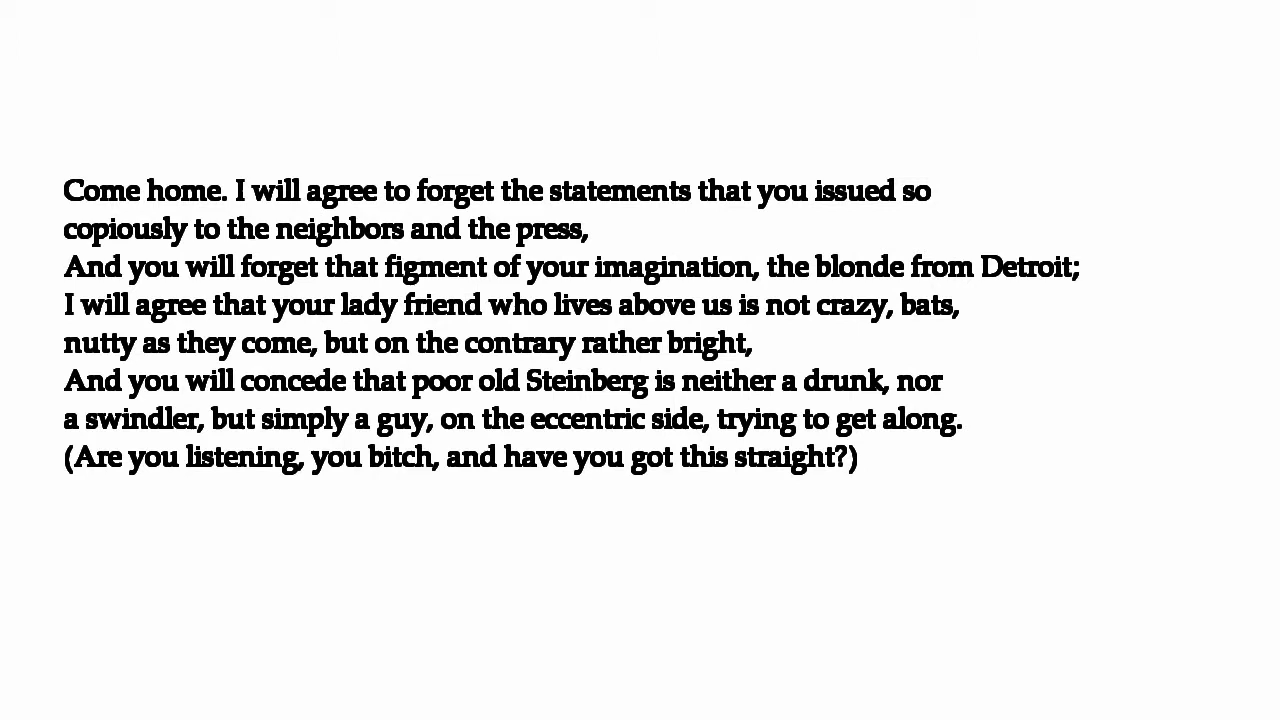 Come home. I will agree to forget the statements that you issued so
copiously to the neighbors and the press,
And you will forget that figment of your imagination, the blonde from Detroit;
I will agree that your lady friend who lives above us is not crazy, bats,
nutty as they come, but on the contrary rather bright,
And you will concede that poor old Steinberg is neither a drunk, nor
a swindler, but simply a guy, on the eccentric side, trying to get along.
(Are you listening, you bitch, and have you got this straight?)